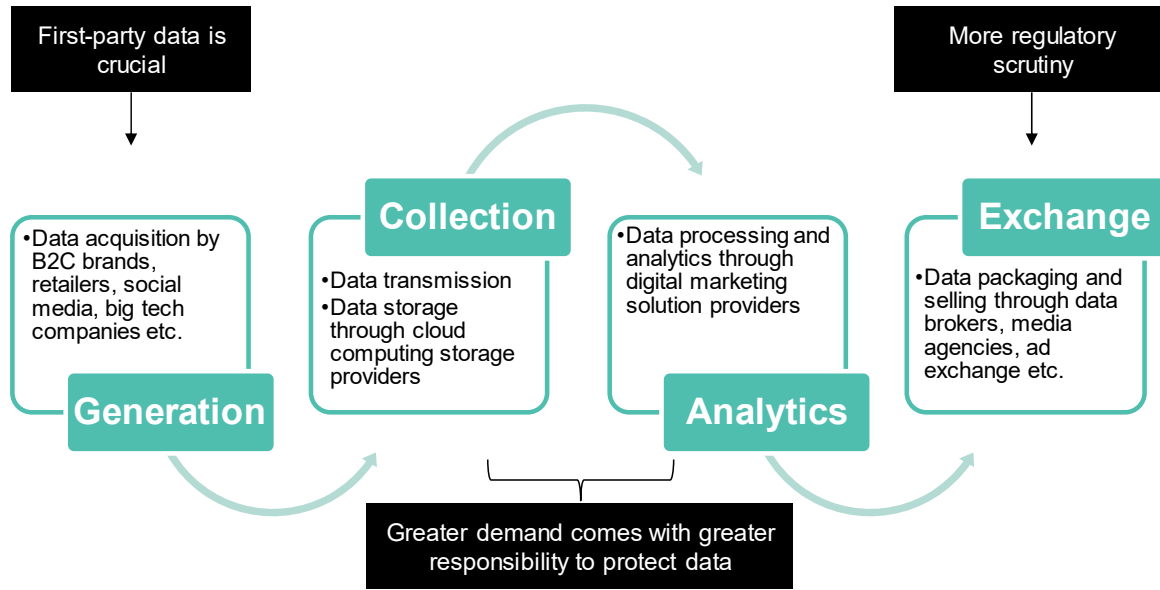 First-party data is
crucial
More regulatory
scrutiny
•Data acquisition by
B2C brands,
retailers, social
media, big tech
companies etc.
Generation
Collection
•Data transmission
•Data storage
through cloud
computing storage
providers
•Data processing and
analytics through
digital marketing
solution providers
Analytics
Exchange
•Data packaging and
selling through data
brokers, media
agencies, ad
exchange etc.
Greater demand comes with greater
responsibility to protect data